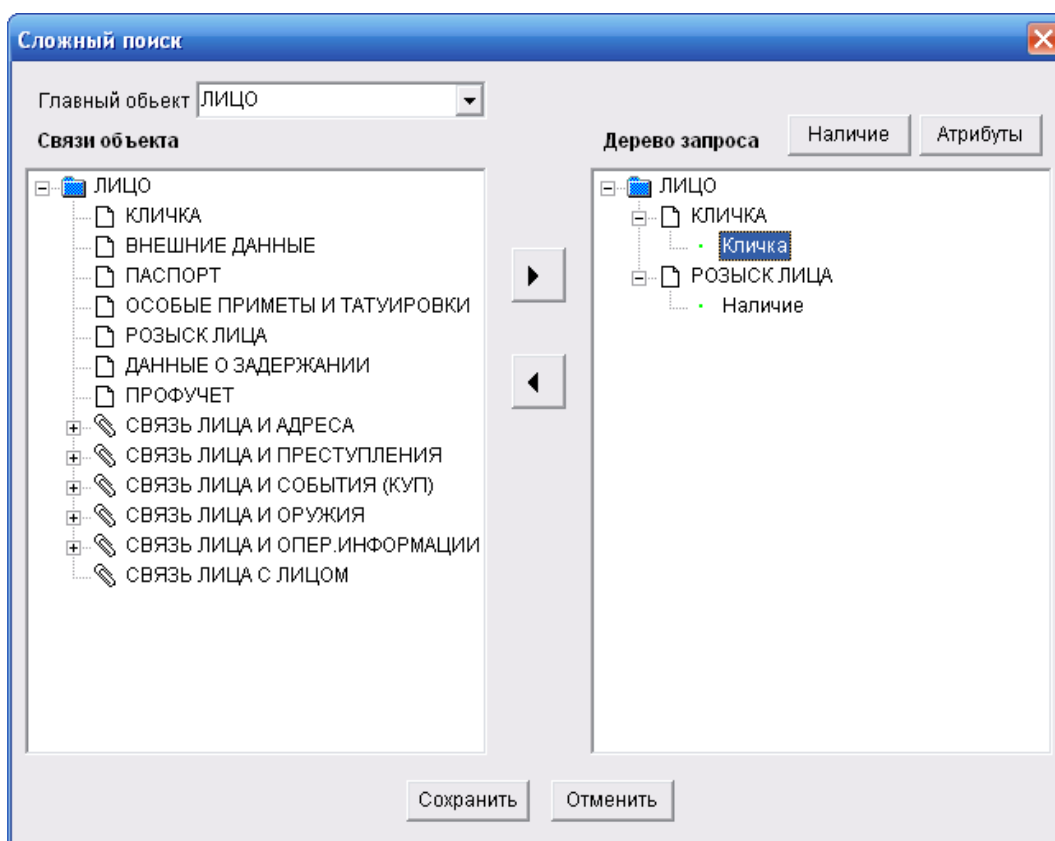 Сложный поиск
Главный обьект ЛИЦО
Связи объекта
Дерево запроса Наличие Атрибуты
ЛИЦО
КЛИЧКА
ВНЕШНИЕ ДАННЫЕ
ПАСПОРТ
ОСОБЫЕ ПРИМЕТЫ И ТАТУИРОВКИ
РОЗЫСК ЛИЦА
ДАННЫЕ О ЗАДЕРЖАНИИ
ПРОФУЧЕТ
СВЯЗЬ ЛИЦА И АДРЕСА
СВЯЗЬ ЛИЦА И ПРЕСТУПЛЕНИЯ
СВЯЗЬ ЛИЦА И СОБЫТИЯ (КУП)
СВЯЗЬ ЛИЦА И ОРУЖИЯ
СВЯЗЬ ЛИЦА И ОПЕР.ИНФОРМАЦИИ
СВЯЗЬ ЛИЦА С ЛИЦОМ
ЛИЦО
КЛИЧКА
Кличка
РОЗЫСК ЛИЦА
Наличие
Сохранить Отменить